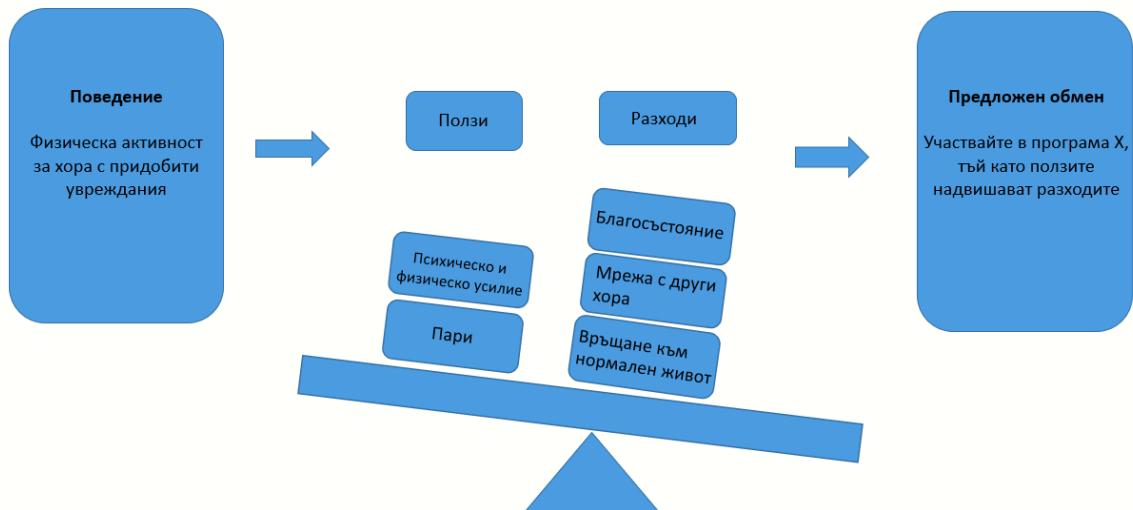 Поведение
Физическа активност
за хора с придобити
увреждания
Ползи
Разходи
Психическо и
физическо усилие
Пари
Благосъстояние
Мрежа с други
хора
Връщане към
нормален живот
Предложен обмен
Участвайте в програма X,
тъй като ползите
надвишават разходите